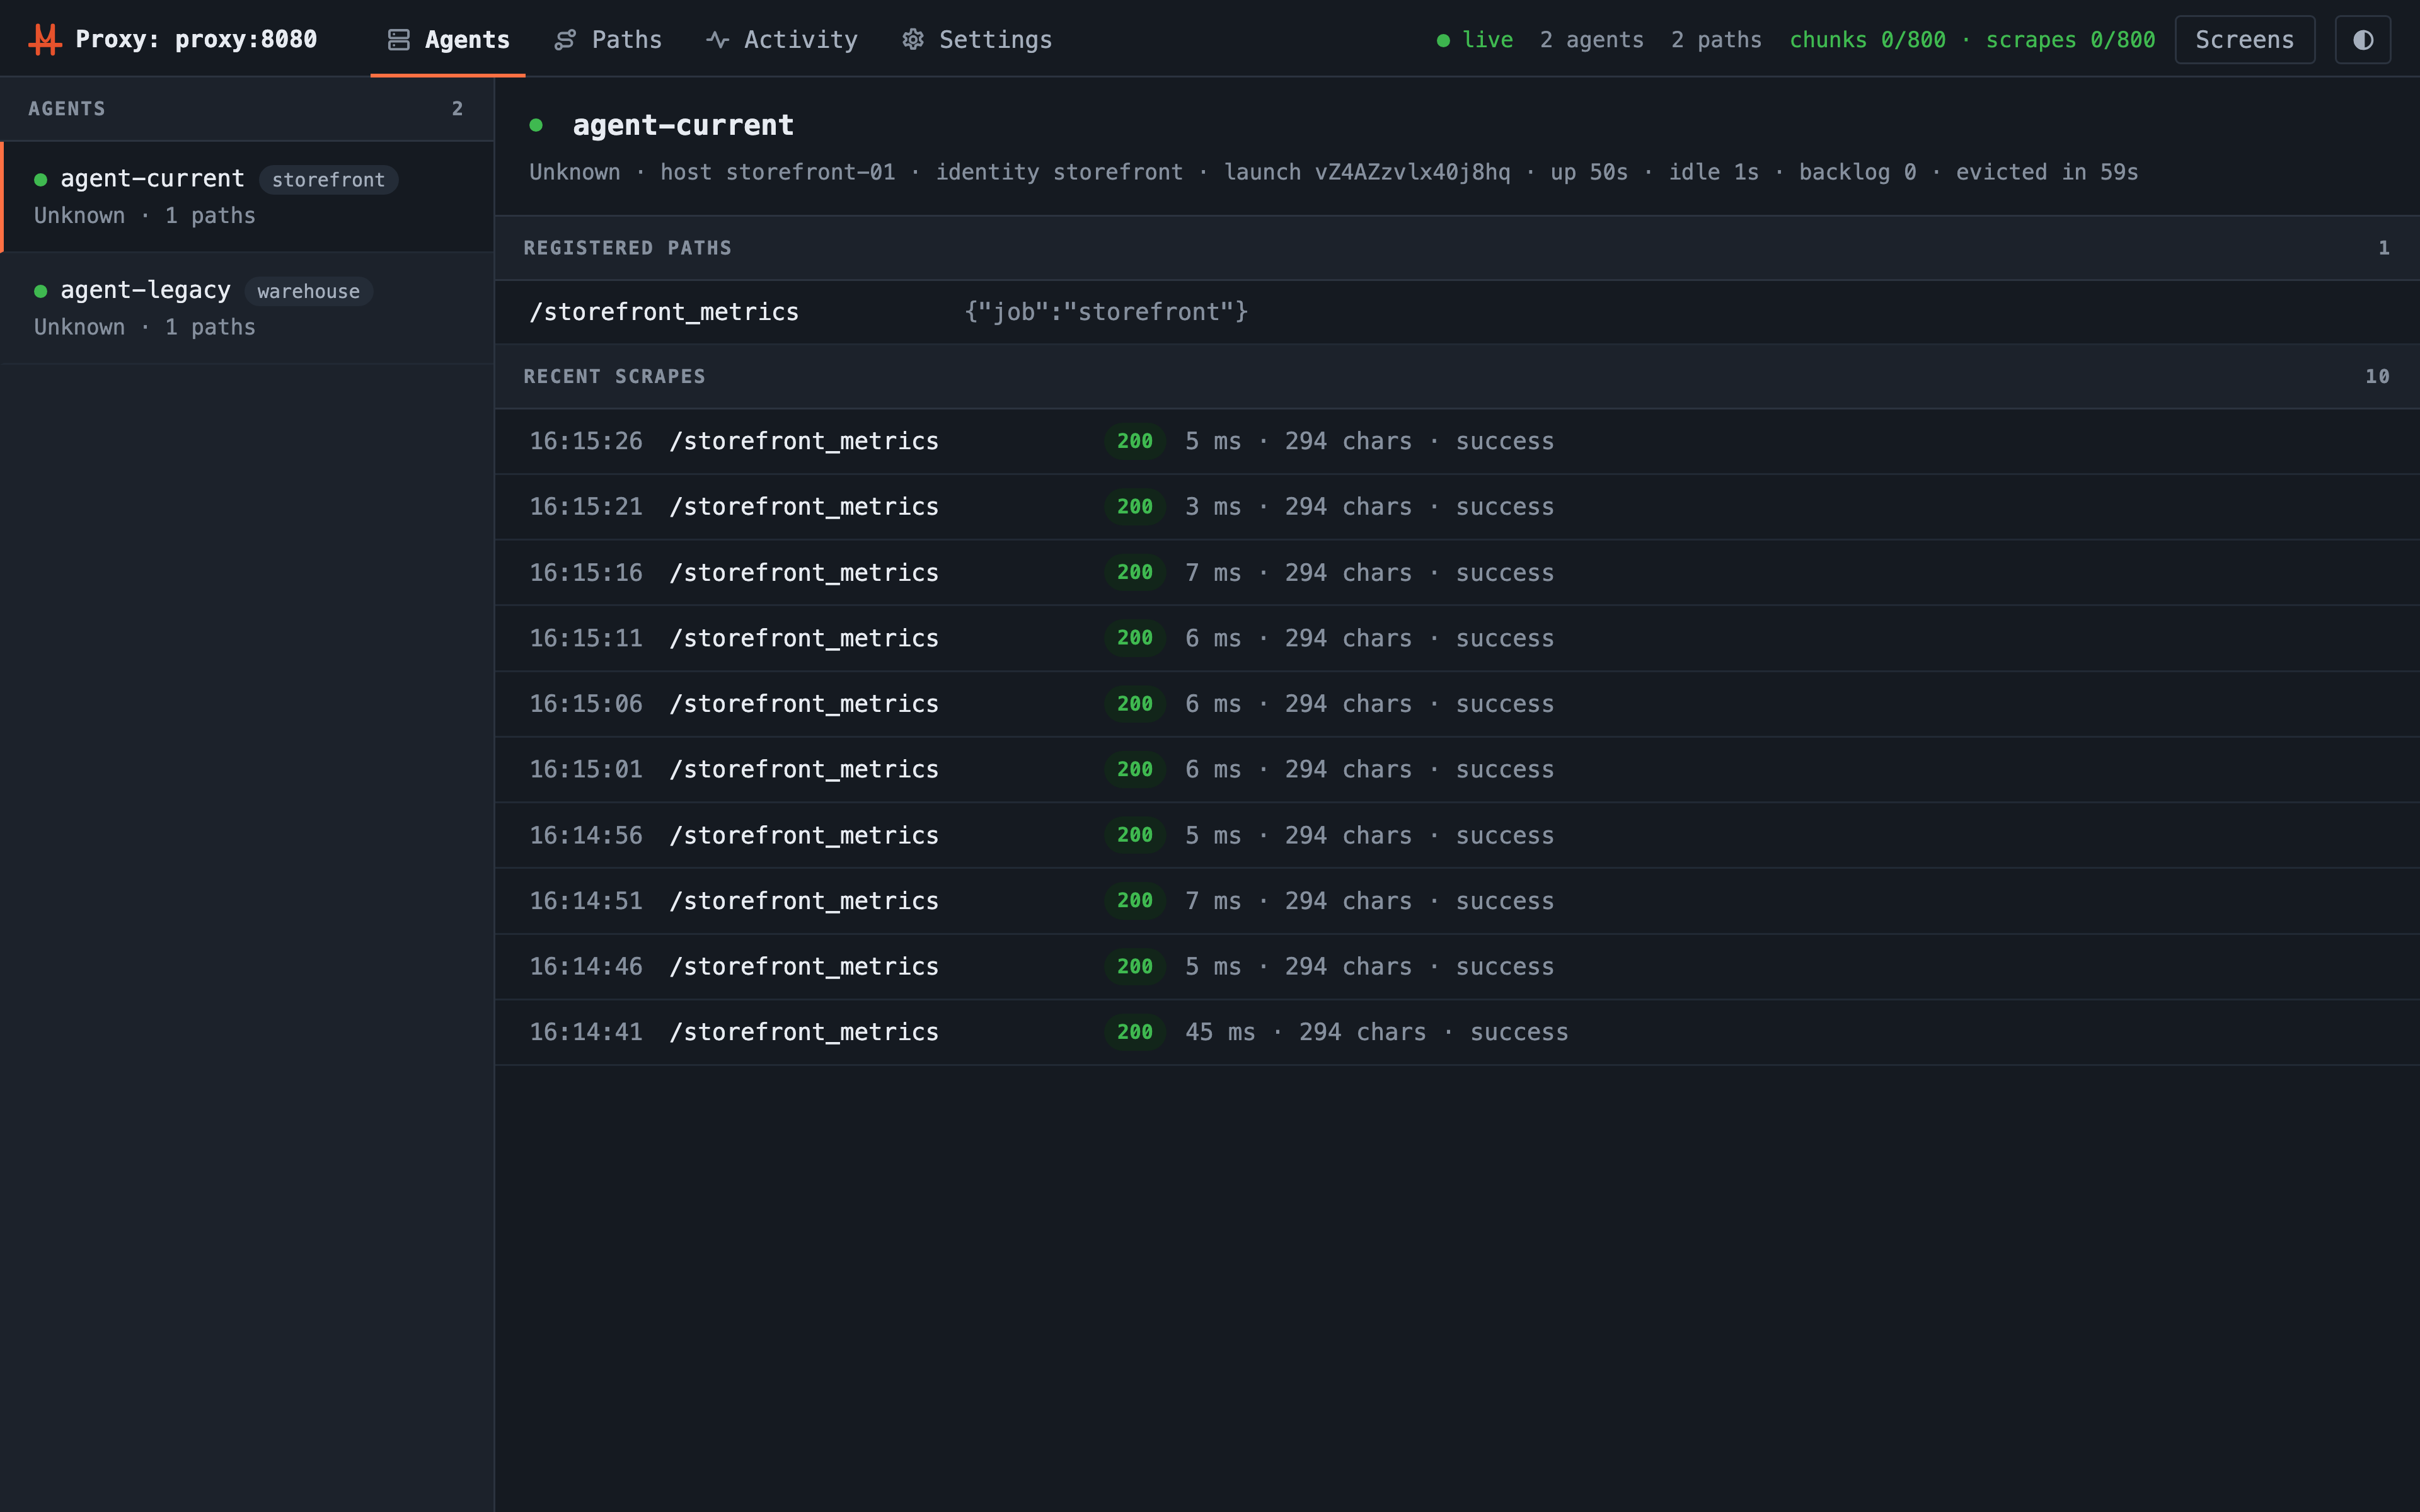 Proxy: proxy:8080 Agents Paths Activity Settings live 2 agents 2 paths chunks 0/800 · scrapes 0/800 Screens
AGENTS 2
agent-current storefront
Unknown · 1 paths
agent-legacy warehouse
Unknown · 1 paths
agent-current
Unknown · host storefront-01 · identity storefront · launch vZ4AZzvlx40j8hq · up 50s · idle 1s · backlog 0 · evicted in 59s
REGISTERED PATHS 1
/storefront_metrics {"job":"storefront"}
RECENT SCRAPES 10
16:15:26 /storefront_metrics 200 5 ms · 294 chars · success
16:15:21 /storefront_metrics 200 3 ms · 294 chars · success
16:15:16 /storefront_metrics 200 7 ms · 294 chars · success
16:15:11 /storefront_metrics 200 6 ms · 294 chars · success
16:15:06 /storefront_metrics 200 6 ms · 294 chars · success
16:15:01 /storefront_metrics 200 6 ms · 294 chars · success
16:14:56 /storefront_metrics 200 5 ms · 294 chars · success
16:14:51 /storefront_metrics 200 7 ms · 294 chars · success
16:14:46 /storefront_metrics 200 5 ms · 294 chars · success
16:14:41 /storefront_metrics 200 45 ms · 294 chars · success